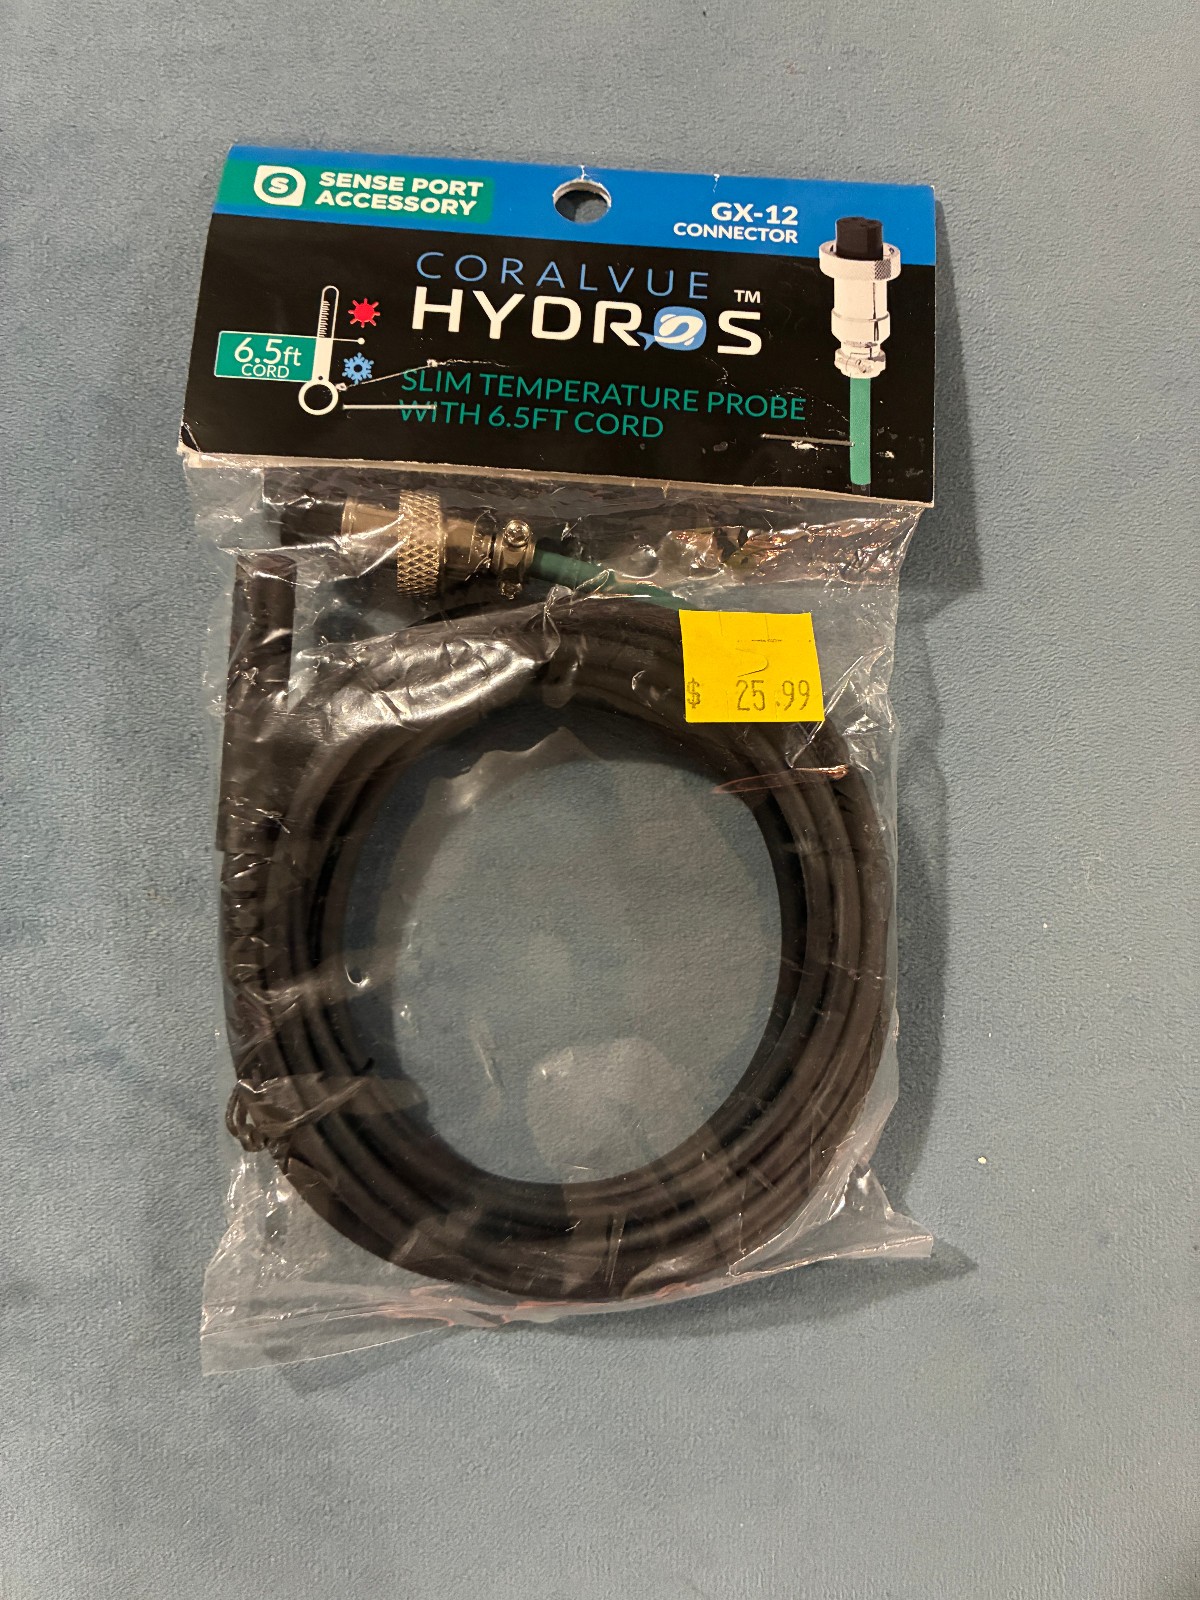 S
SENSE PORT
ACCESSORY
GX-12
CONNECTOR
CORALVUE
HYDROS™
6.5ft
CORD
SLIM TEMPERATURE PROBE
WITH 6.5FT CORD
$ 25.99